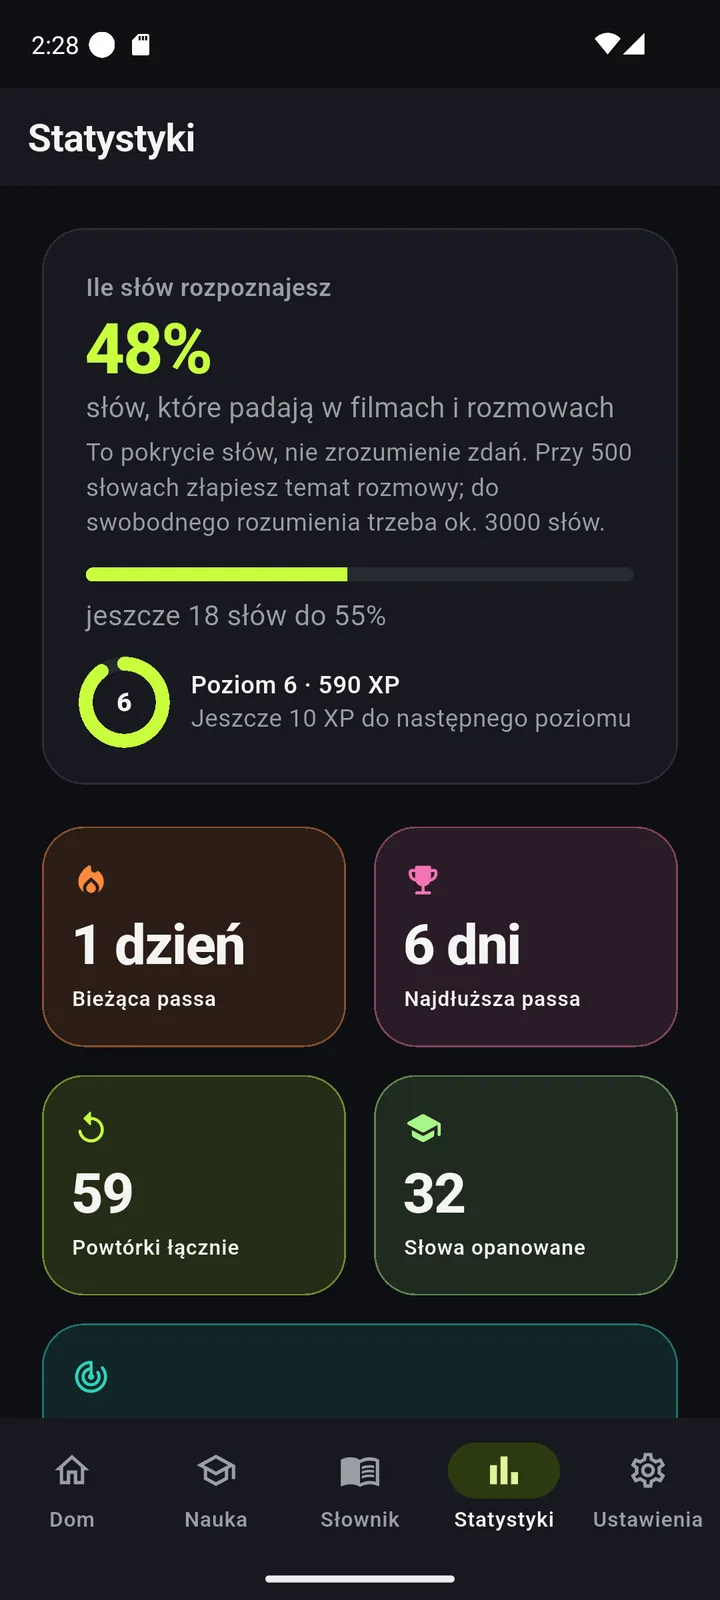 2:28
Statystyki
Ile słów rozpoznajesz
48%
słów, które padają w filmach i rozmowach
To pokrycie słów, nie zrozumienie zdań. Przy 500
słowach złapiesz temat rozmowy; do
swobodnego rozumienia trzeba ok. 3000 słów.
jeszcze 18 słów do 55%
6
Poziom 6 · 590 XP
Jeszcze 10 XP do następnego poziomu
1 dzień
Bieżąca passa
6 dni
Najdłuższa passa
59
Powtórki łącznie
32
Słowa opanowane
Dom
Nauka
Słownik
Statystyki
Ustawienia